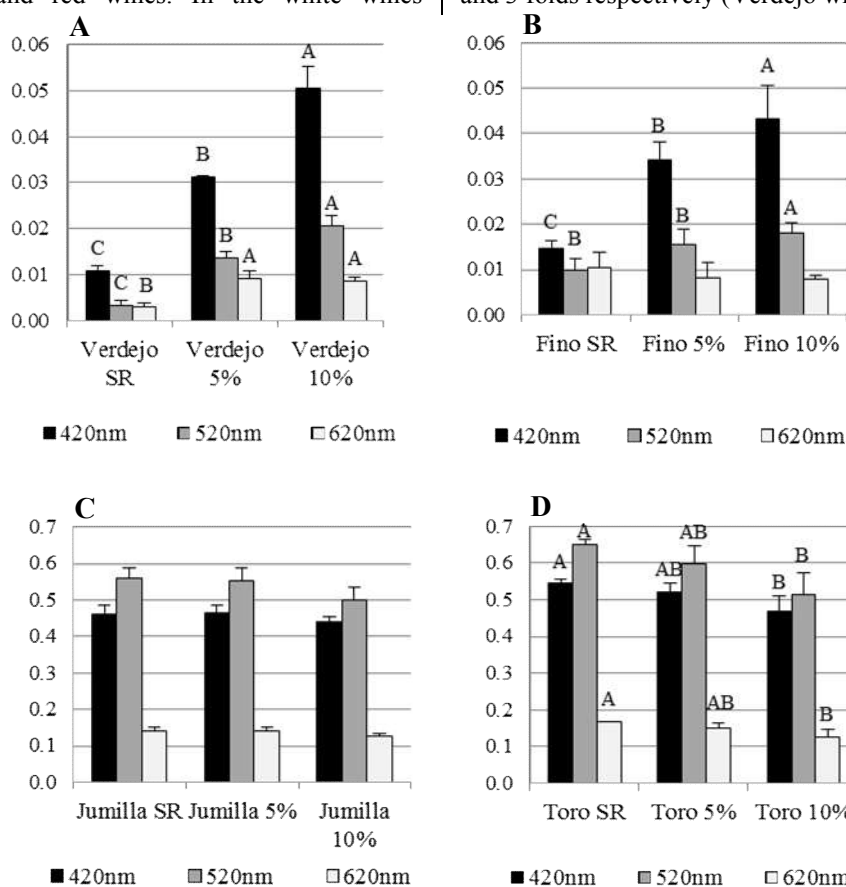 and red wines. In the white wines
and 5 folds respectively (Verdejo wi
A
0.06
0.05
0.04
0.03
0.02
0.01
0.00
C C B
B B A
A A A
Verdejo SR
Verdejo 5%
Verdejo 10%
420nm 520nm 620nm
B
0.06
0.05
0.04
0.03
0.02
0.01
0.00
C B
B B
A A
Fino SR Fino 5% Fino 10%
420nm 520nm 620nm
C
0.7
0.6
0.5
0.4
0.3
0.2
0.1
0.0
Jumilla SR Jumilla 5% Jumilla 10%
420nm 520nm 620nm
D
0.7
0.6
0.5
0.4
0.3
0.2
0.1
0.0
A A A
AB AB AB
B B B
Toro SR Toro 5% Toro 10%
420nm 520nm 620nm